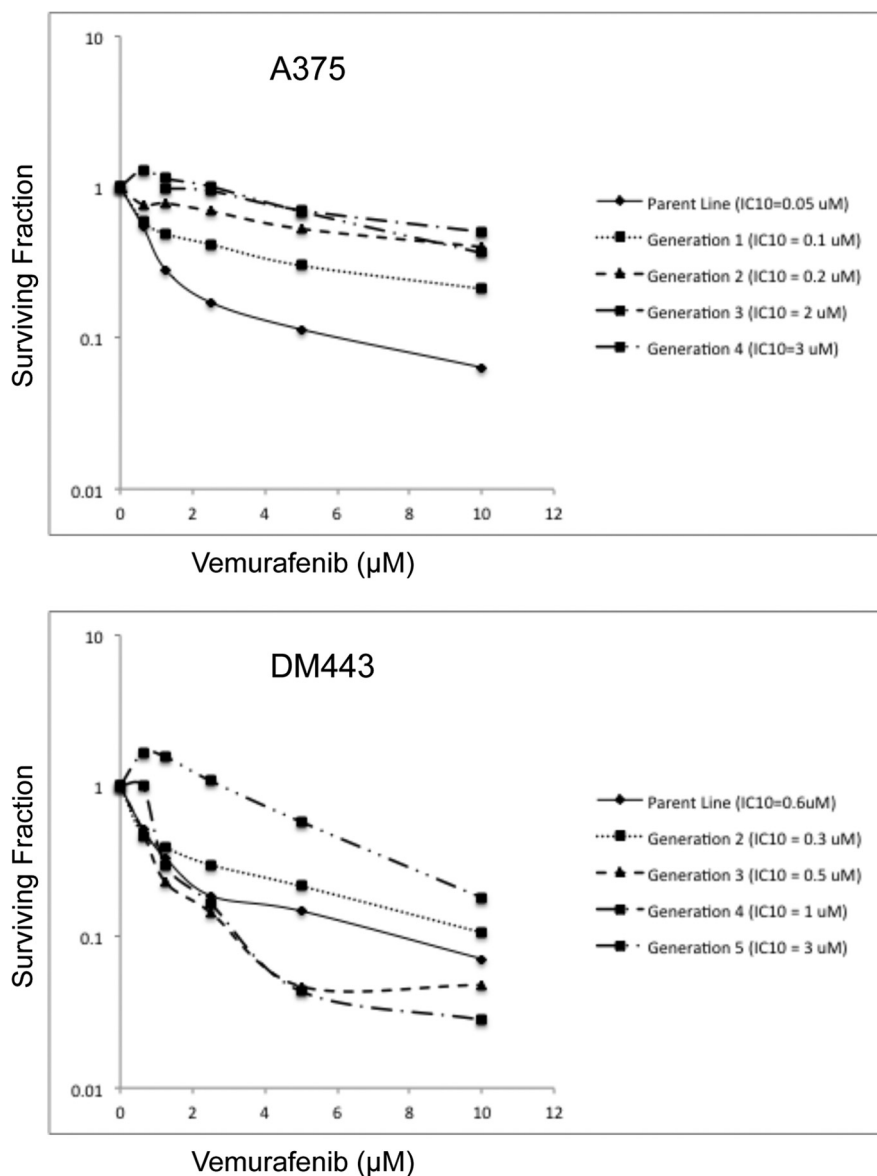 A375
10
1
0.1
0.01
0 2 4 6 8 10 12
Surviving Fraction
Vemurafenib (µM)
Parent Line (IC10=0.05 uM)
Generation 1 (IC10 = 0.1 uM)
Generation 2 (IC10 = 0.2 uM)
Generation 3 (IC10 = 2 uM)
Generation 4 (IC10=3 uM)
DM443
10
1
0.1
0.01
0 2 4 6 8 10 12
Surviving Fraction
Vemurafenib (µM)
Parent Line (IC10=0.6uM)
Generation 2 (IC10 = 0.3 uM)
Generation 3 (IC10 = 0.5 uM)
Generation 4 (IC10 = 1 uM)
Generation 5 (IC10 = 3 uM)